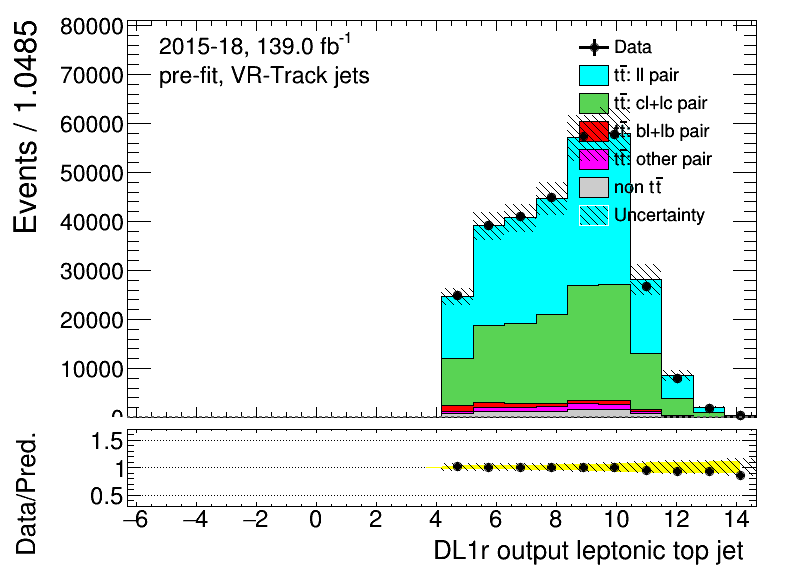 Events / 1.0485
80000
70000
60000
50000
40000
30000
20000
10000
0
2015-18, 139.0 fb-1
pre-fit, VR-Track jets
Data
tt̄: ll pair
tt̄: cl+lc pair
tt̄: bl+lb pair
tt̄: other pair
non tt̄
Uncertainty
Data/Pred.
1.5
1
0.5
−6 −4 −2 0 2 4 6 8 10 12 14
DL1r output leptonic top jet